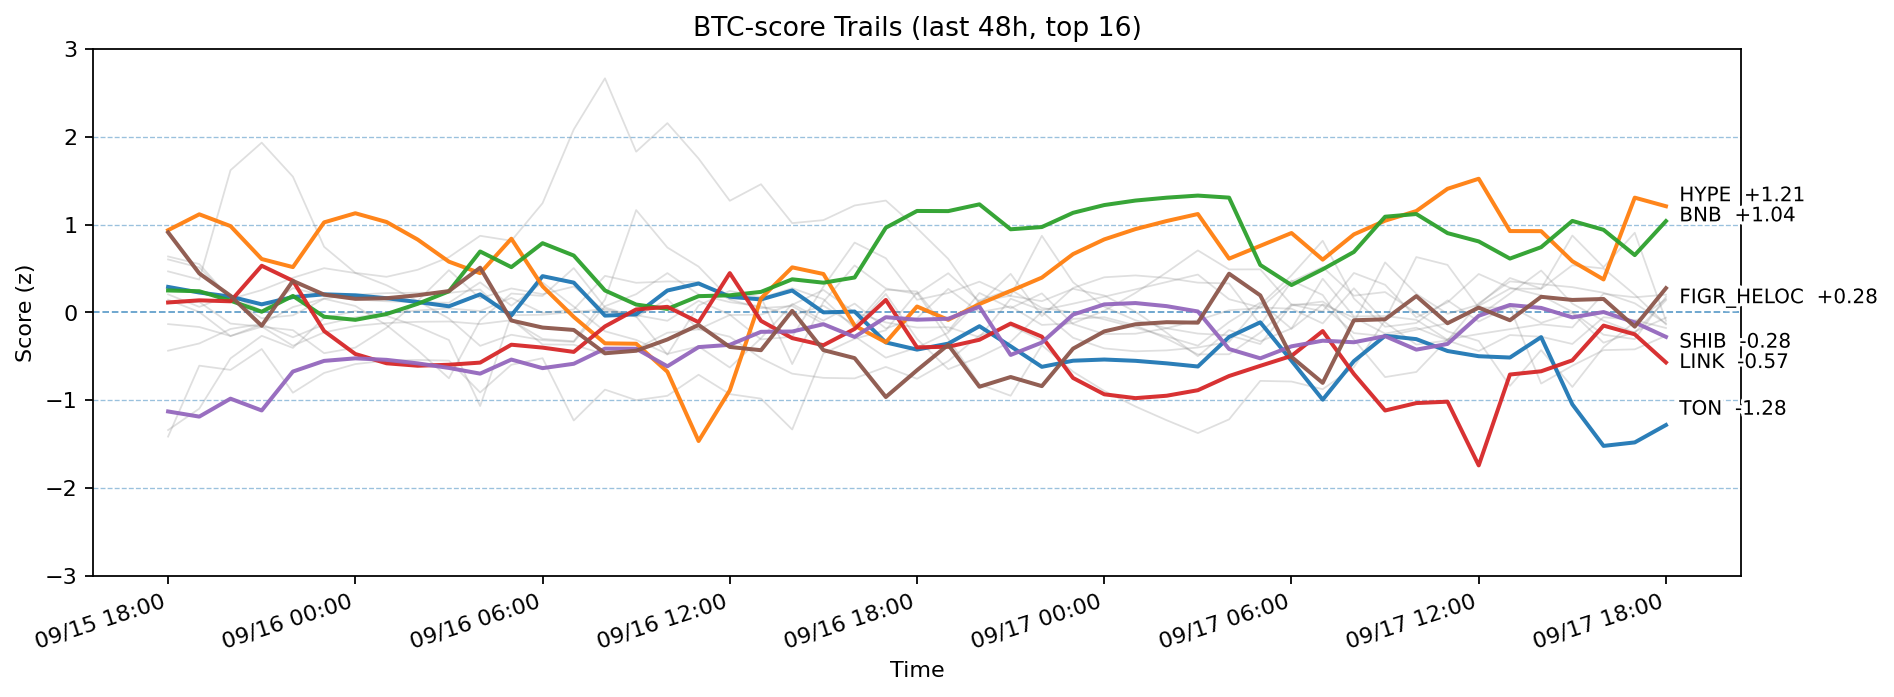 BTC-score Trails (last 48h, top 16)
Score (z)
3
2
1
0
−1
−2
−3
HYPE +1.21
BNB +1.04
FIGR_HELOC +0.28
SHIB -0.28
LINK -0.57
TON -1.28
09/15 18:00
09/16 00:00
09/16 06:00
09/16 12:00
09/16 18:00
09/17 00:00
09/17 06:00
09/17 12:00
09/17 18:00
Time